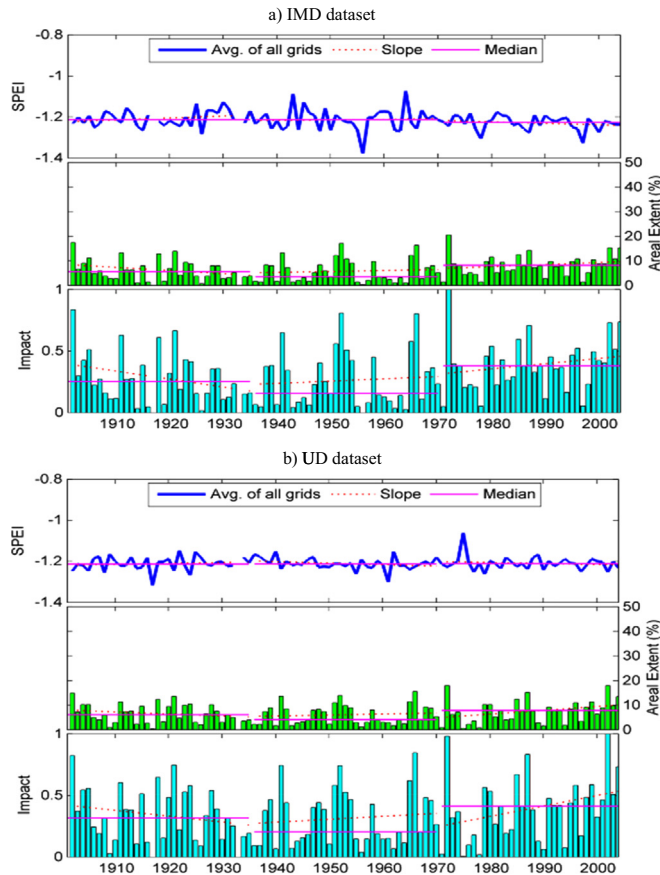 a) IMD dataset
-0.8
Avg. of all grids Slope Median
SPEI
-1
-1.2
-1.4
50
40
30
20
10
0
Areal Extent (%)
1
0.5
0
Impact
1910 1920 1930 1940 1950 1960 1970 1980 1990 2000
b) UD dataset
-0.8
Avg. of all grids Slope Median
SPEI
-1
-1.2
-1.4
50
40
30
20
10
0
Areal Extent (%)
1
0.5
0
Impact
1910 1920 1930 1940 1950 1960 1970 1980 1990 2000